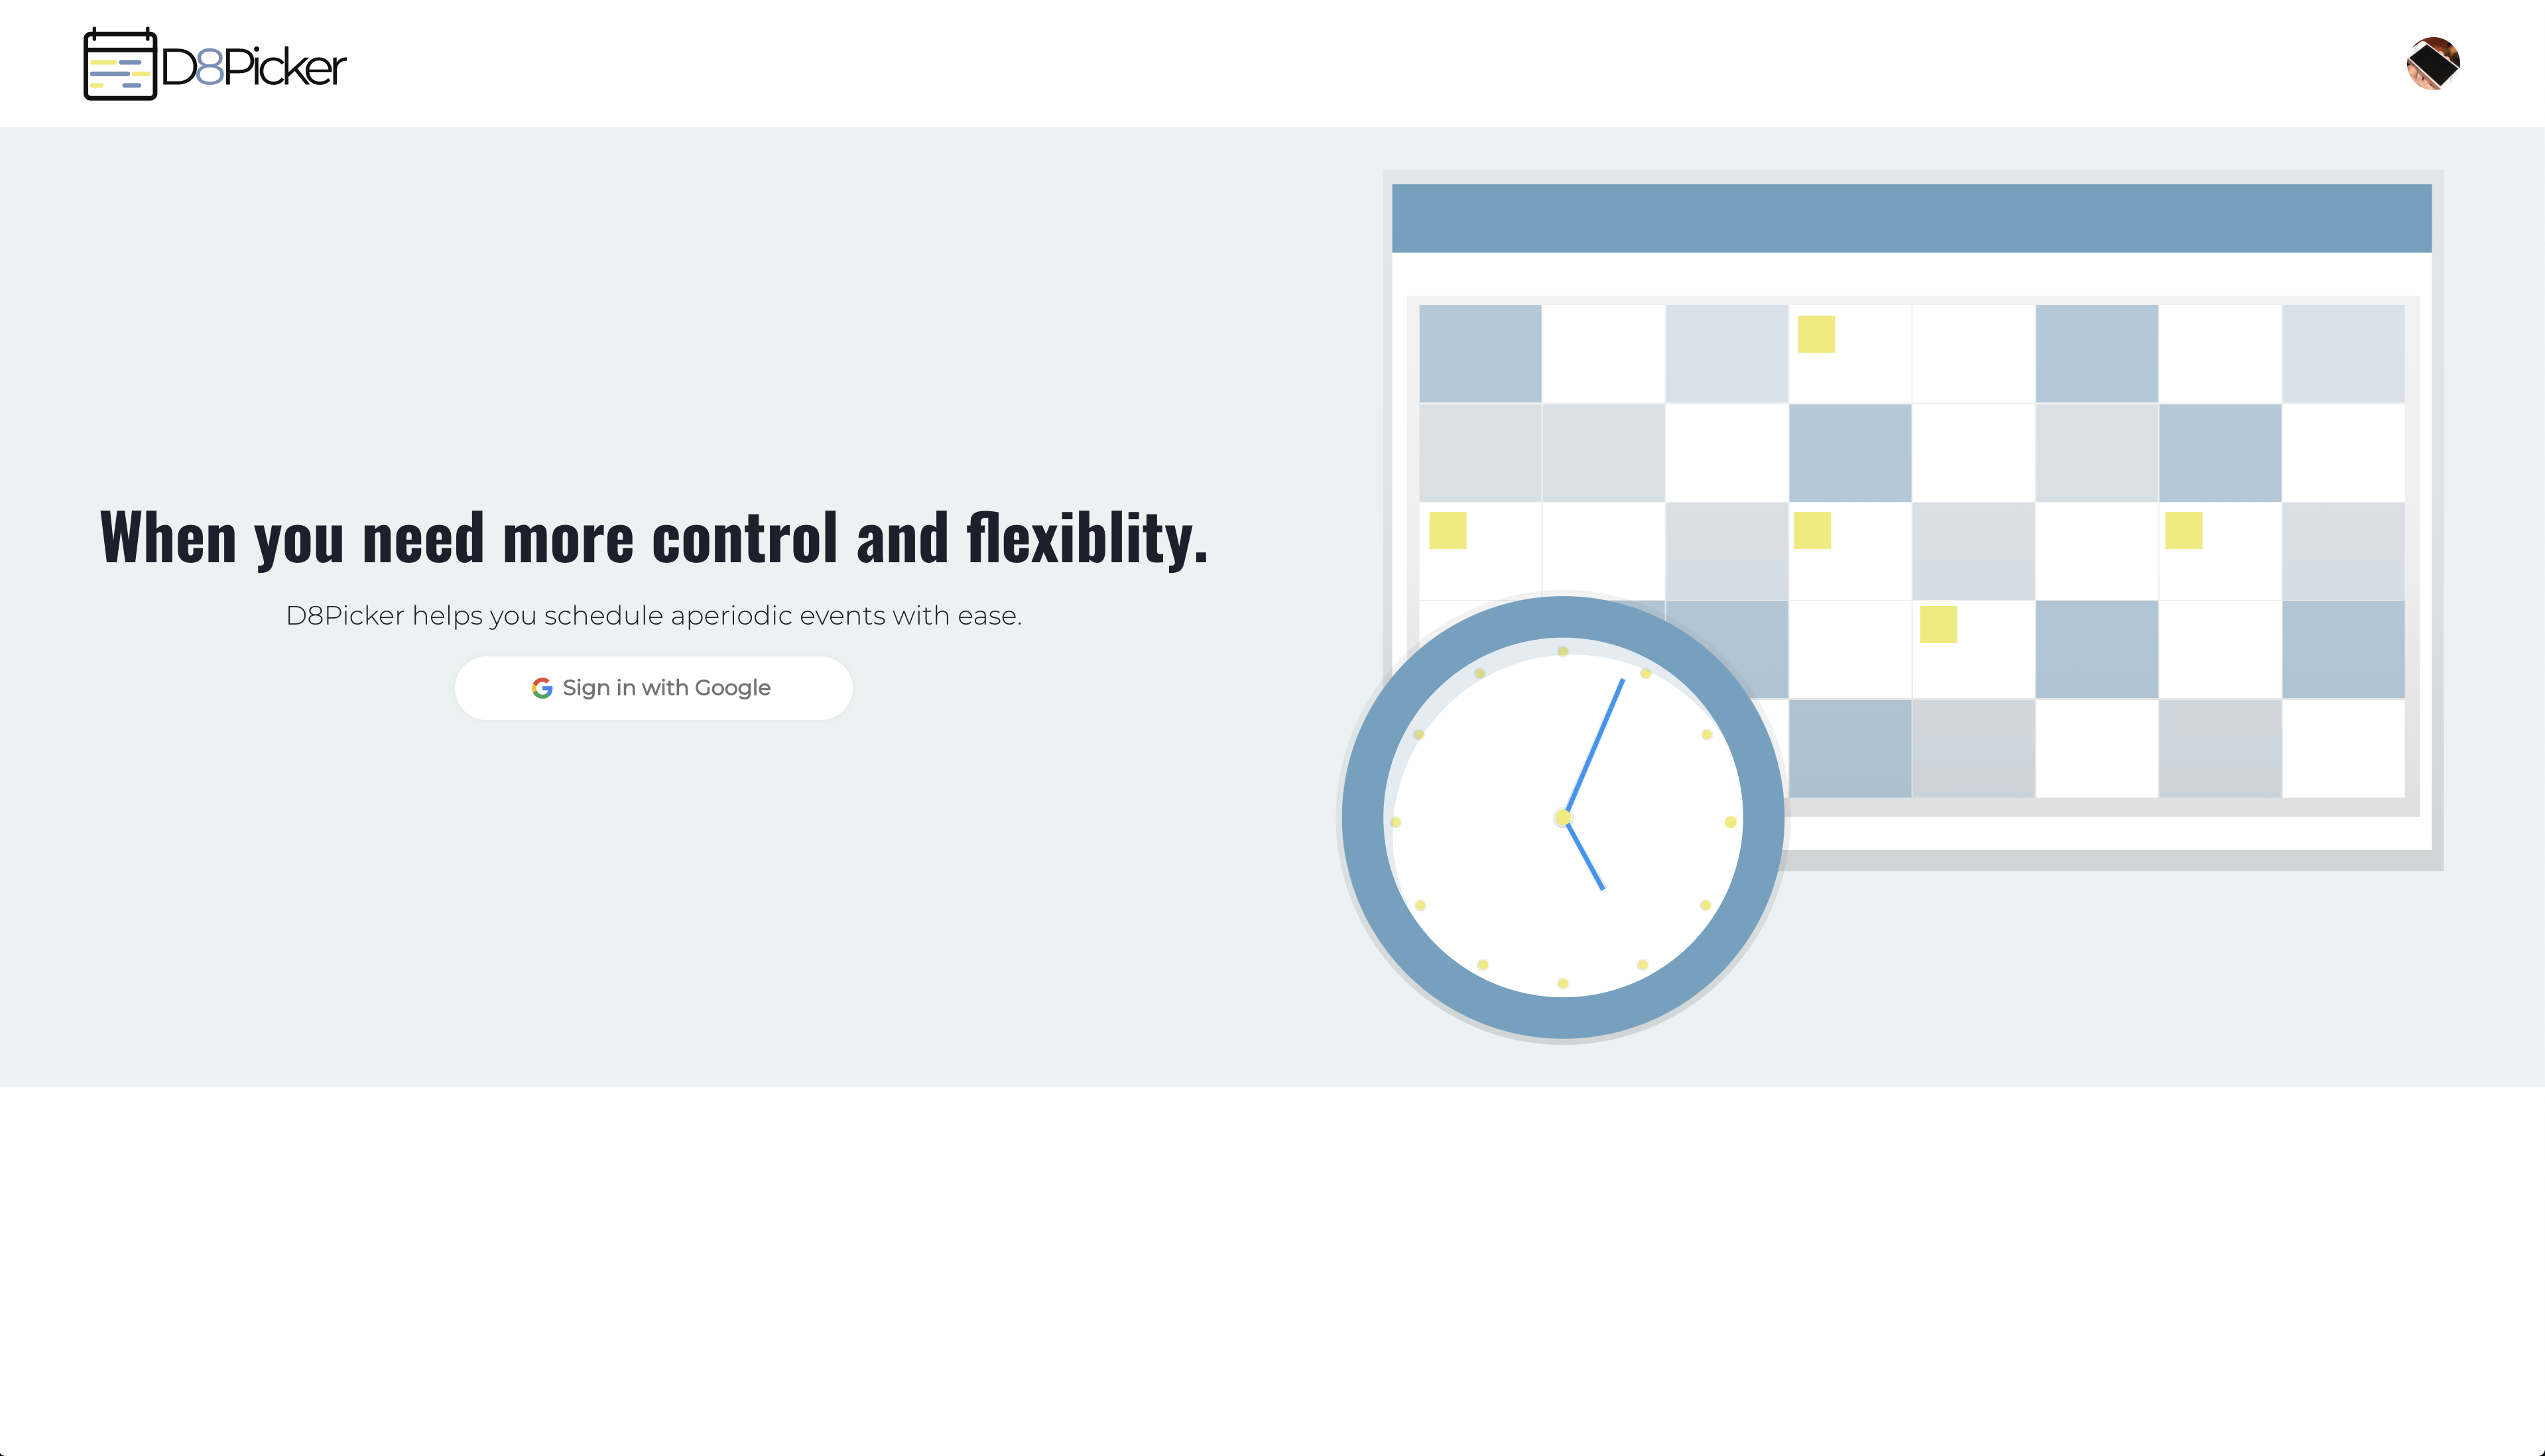 D8Picker
When you need more control and flexiblity.
D8Picker helps you schedule aperiodic events with ease.
Sign in with Google